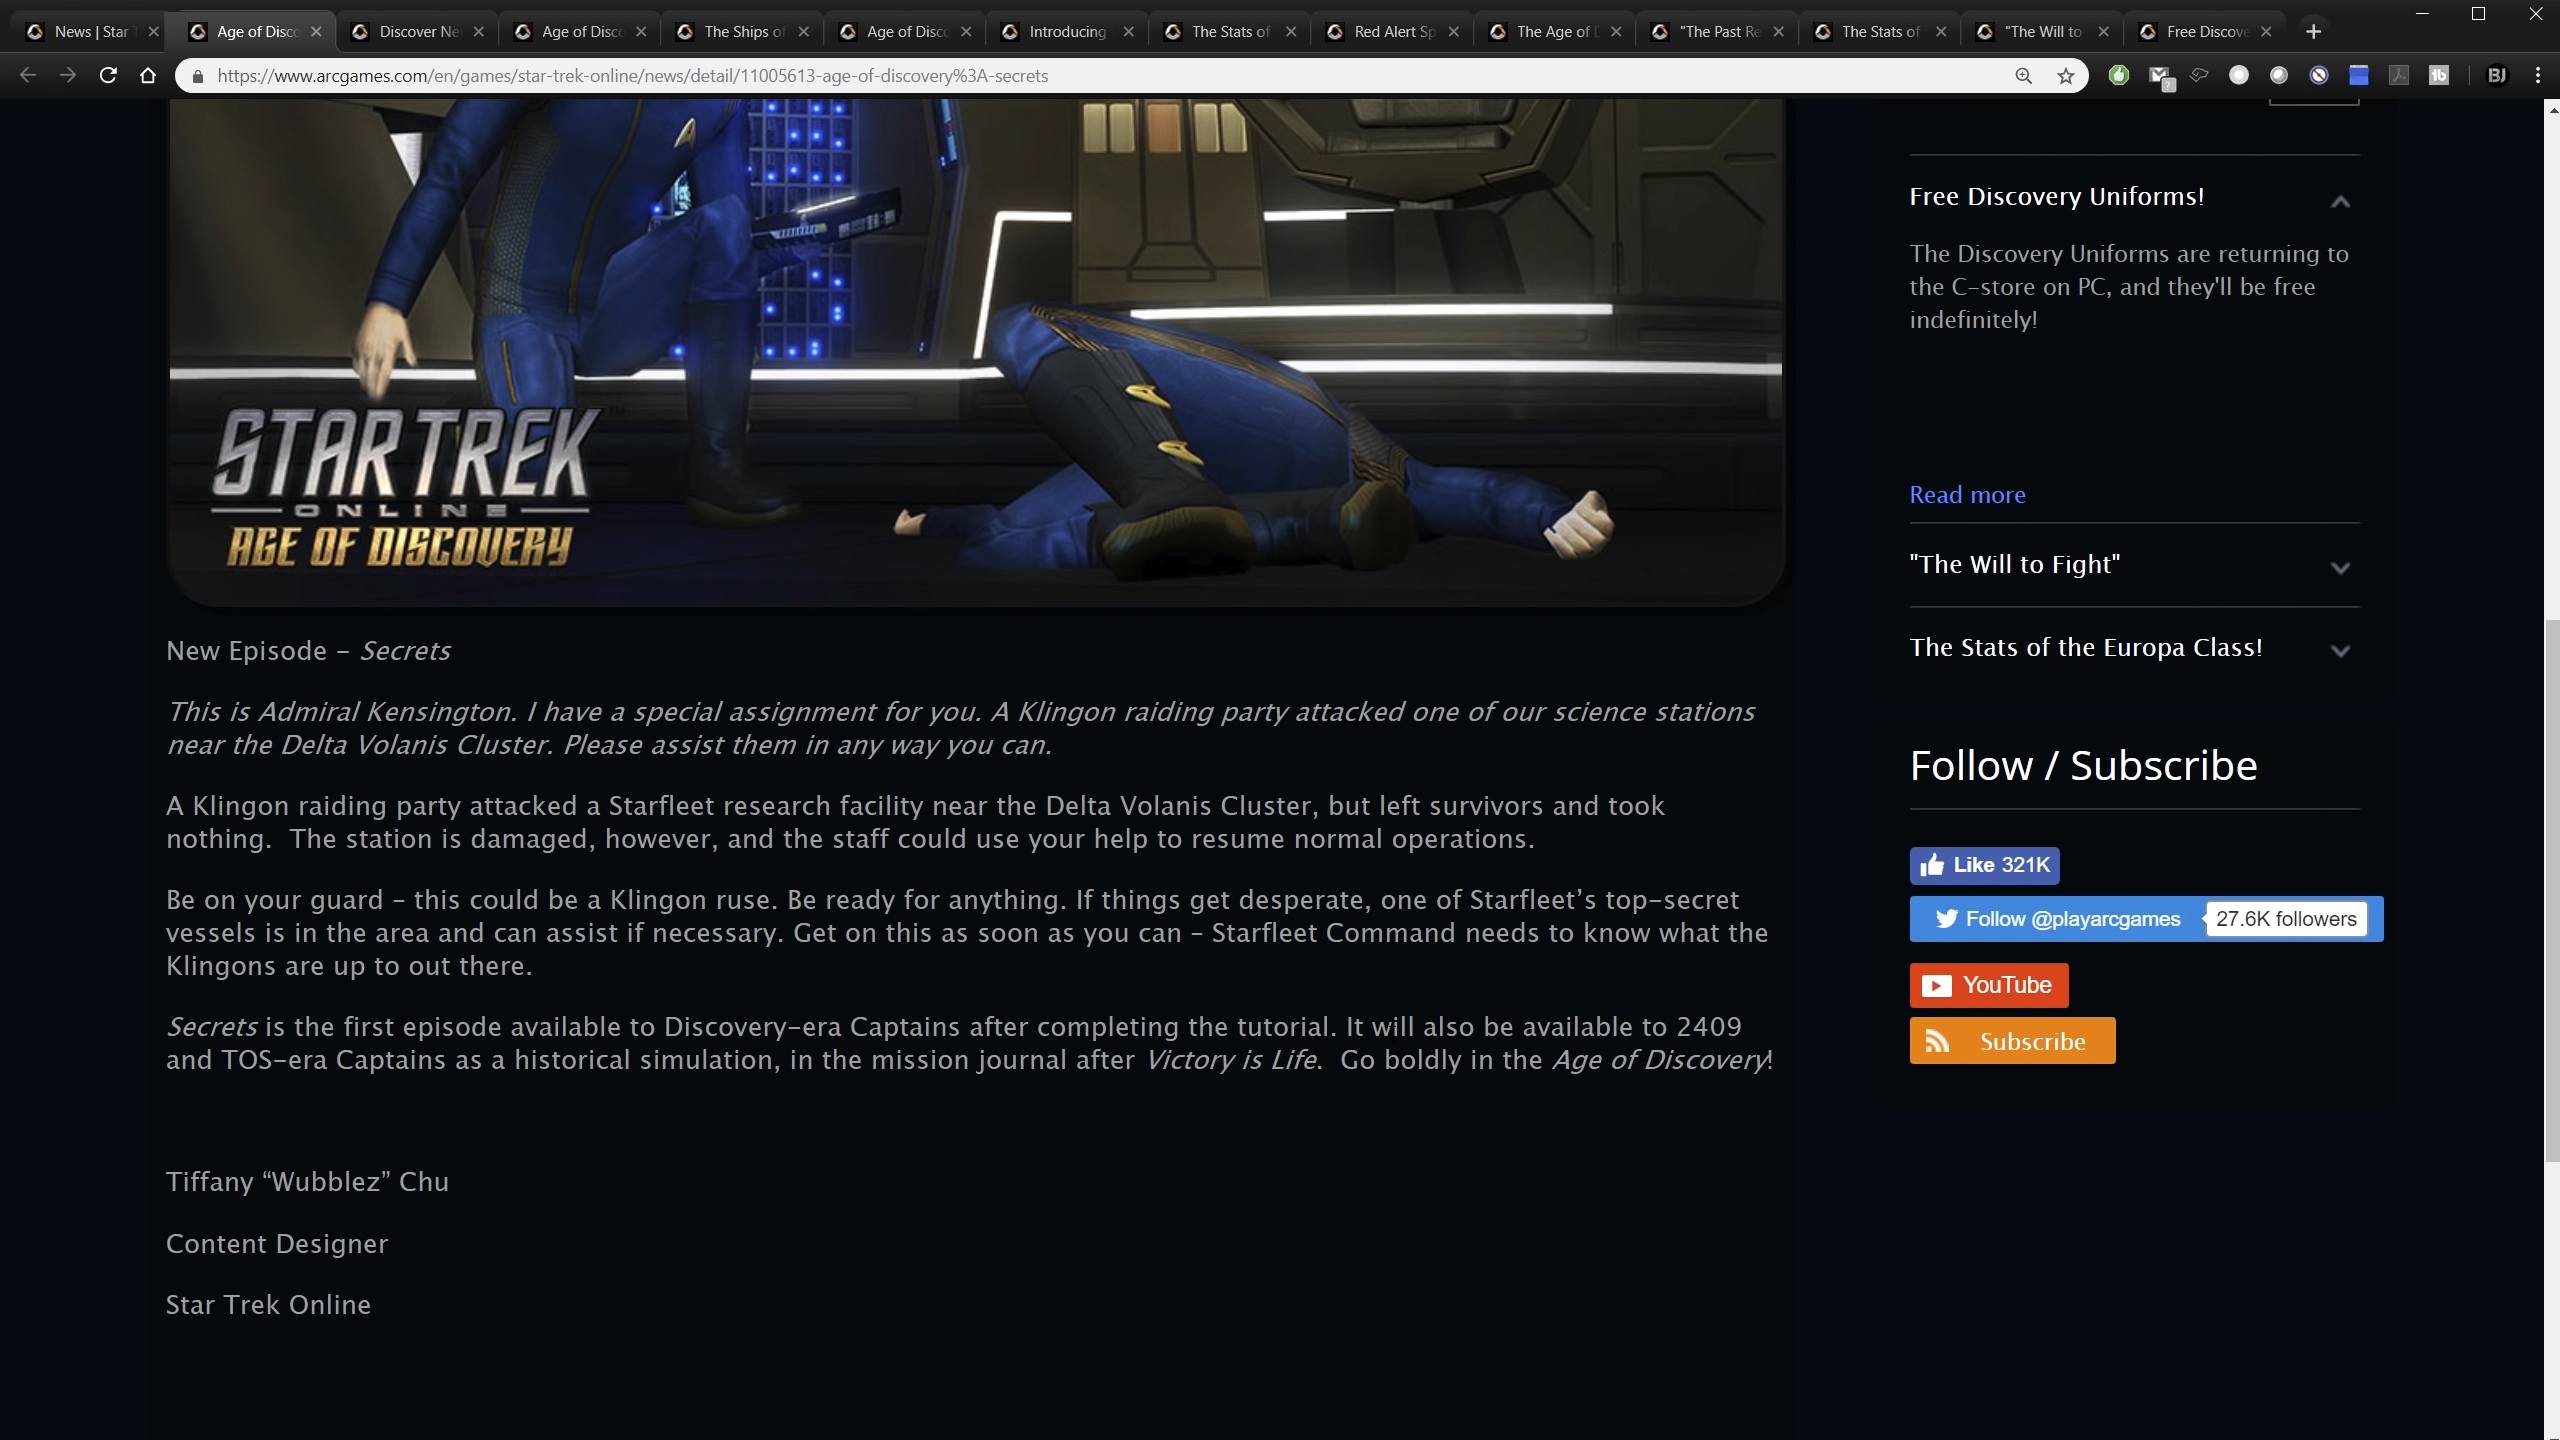 News | Star T
Age of Disco
Discover Ne
Age of Disco
The Ships of
Age of Disco
Introducing
The Stats of
Red Alert Sp
The Age of D
"The Past Re
The Stats of
"The Will to
Free Discove
https://www.arcgames.com/en/games/star-trek-online/news/detail/11005613-age-of-discovery%3A-secrets
BJ
STAR TREK
ONLINE
AGE OF DISCOVERY
New Episode – Secrets
This is Admiral Kensington. I have a special assignment for you. A Klingon raiding party attacked one of our science stations
near the Delta Volanis Cluster. Please assist them in any way you can.
A Klingon raiding party attacked a Starfleet research facility near the Delta Volanis Cluster, but left survivors and took
nothing.  The station is damaged, however, and the staff could use your help to resume normal operations.
Be on your guard – this could be a Klingon ruse. Be ready for anything. If things get desperate, one of Starfleet’s top-secret
vessels is in the area and can assist if necessary. Get on this as soon as you can – Starfleet Command needs to know what the
Klingons are up to out there.
Secrets is the first episode available to Discovery-era Captains after completing the tutorial. It will also be available to 2409
and TOS-era Captains as a historical simulation, in the mission journal after Victory is Life.  Go boldly in the Age of Discovery!
Tiffany “Wubblez” Chu
Content Designer
Star Trek Online
Free Discovery Uniforms!
The Discovery Uniforms are returning to
the C-store on PC, and they'll be free
indefinitely!
Read more
"The Will to Fight"
The Stats of the Europa Class!
Follow / Subscribe
Like 321K
Follow @playarcgames
27.6K followers
YouTube
Subscribe